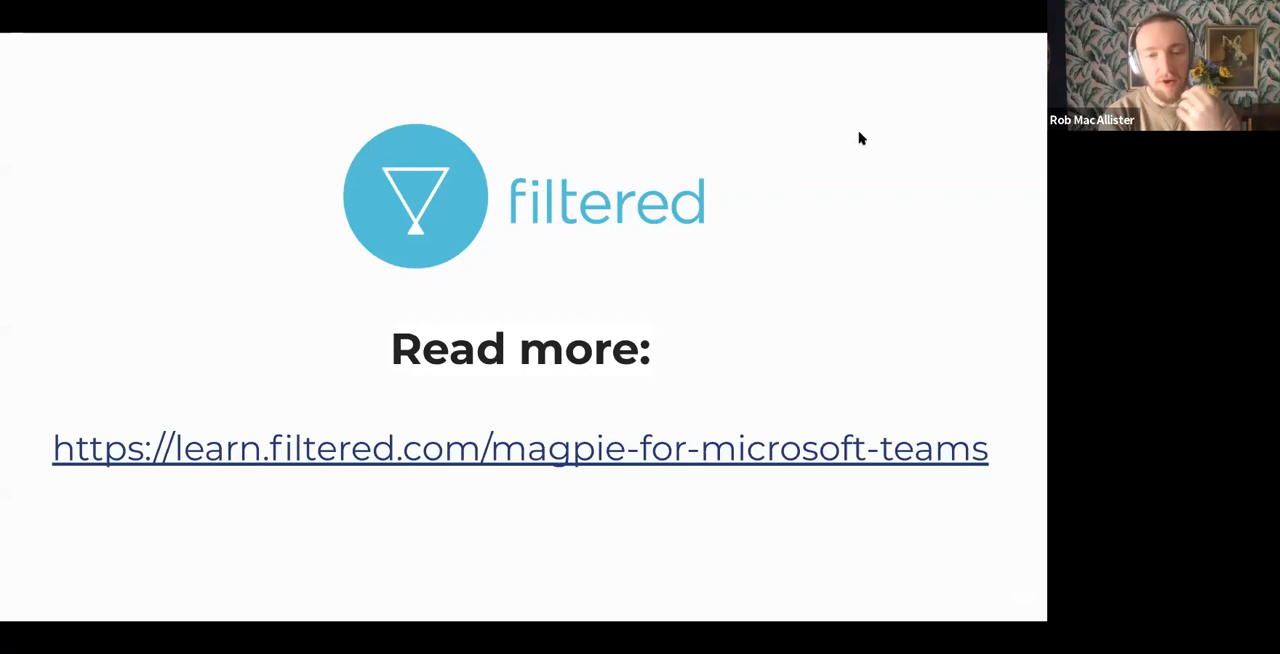 filtered
Read more:
https://learn.filtered.com/magpie-for-microsoft-teams
Rob MacAllister